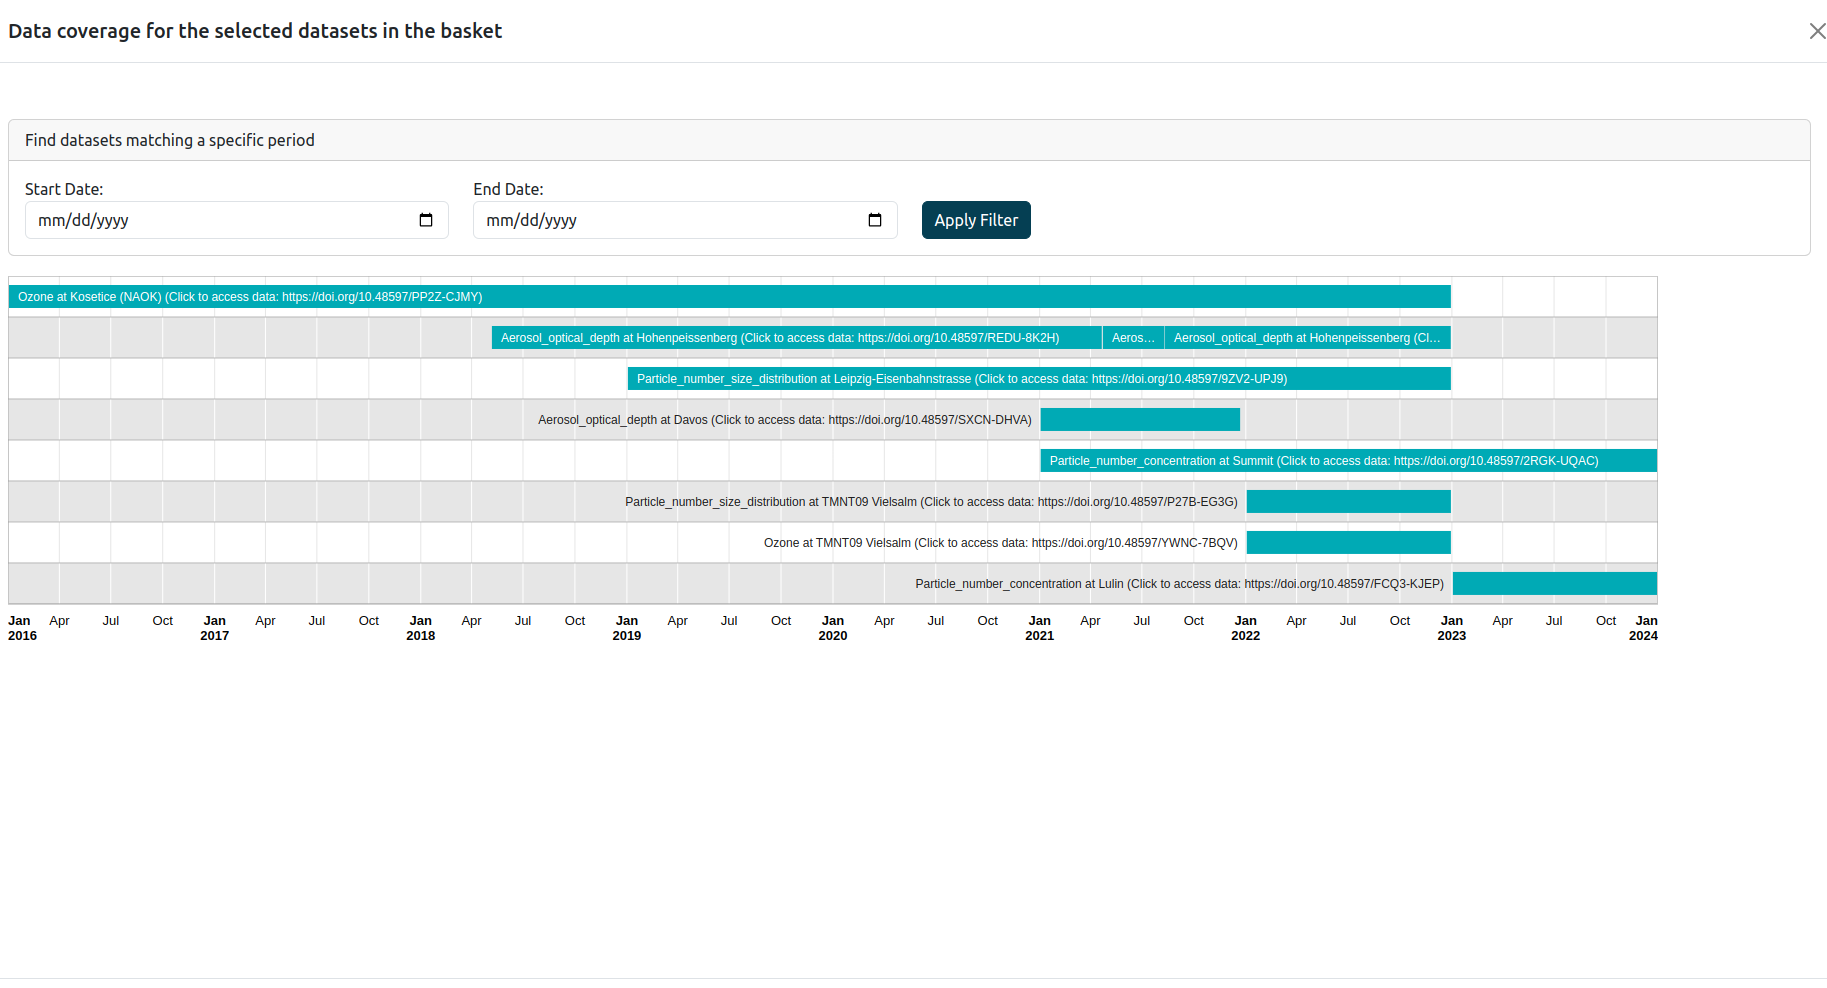 Data coverage for the selected datasets in the basket
Find datasets matching a specific period
Start Date:
End Date:
mm/dd/yyyy
mm/dd/yyyy
Apply Filter
Ozone at Kosetice (NAOK) (Click to access data: https://doi.org/10.48597/PP2Z-CJMY)
Aerosol_optical_depth at Hohenpeissenberg (Click to access data: https://doi.org/10.48597/REDU-8K2H)
Aeros...
Aerosol_optical_depth at Hohenpeissenberg (Cl...
Particle_number_size_distribution at Leipzig-Eisenbahnstrasse (Click to access data: https://doi.org/10.48597/9ZV2-UPJ9)
Aerosol_optical_depth at Davos (Click to access data: https://doi.org/10.48597/SXCN-DHVA)
Particle_number_concentration at Summit (Click to access data: https://doi.org/10.48597/2RGK-UQAC)
Particle_number_size_distribution at TMNT09 Vielsalm (Click to access data: https://doi.org/10.48597/P27B-EG3G)
Ozone at TMNT09 Vielsalm (Click to access data: https://doi.org/10.48597/YWNC-7BQV)
Particle_number_concentration at Lulin (Click to access data: https://doi.org/10.48597/FCQ3-KJEP)
Jan Apr Jul Oct Jan Apr Jul Oct Jan Apr Jul Oct Jan Apr Jul Oct Jan Apr Jul Oct Jan Apr Jul Oct Jan Apr Jul Oct Jan Apr Jul Oct Jan
2016 2017 2018 2019 2020 2021 2022 2023 2024